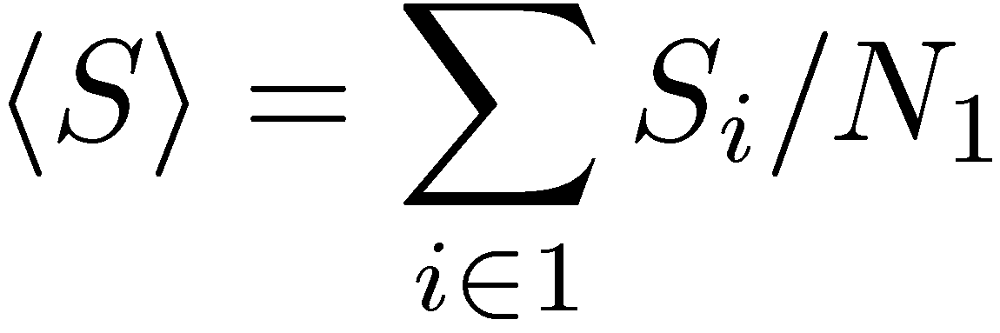 ⟨S⟩ = ∑_{i∈1} S_i/N_1